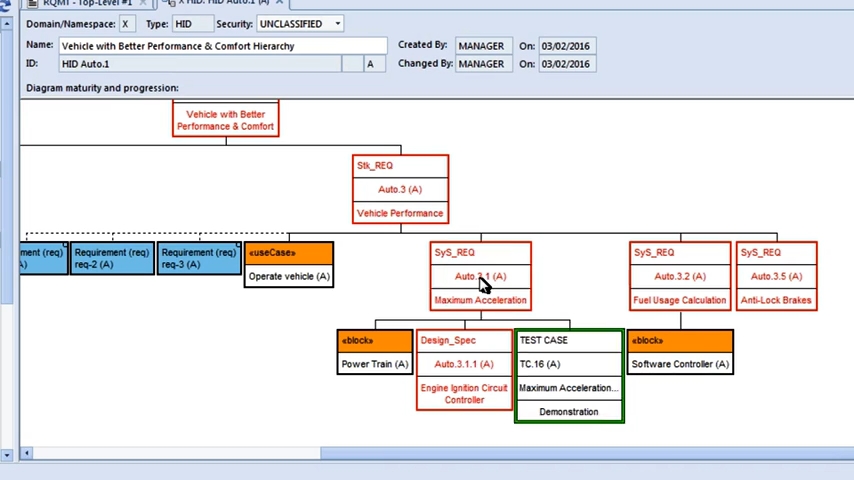 RQMT - Top-Level #1
X HID: HID Auto.1 (A)
Domain/Namespace: X Type: HID Security: UNCLASSIFIED
Name: Vehicle with Better Performance & Comfort Hierarchy Created By: MANAGER On: 03/02/2016
ID: HID Auto.1 A Changed By: MANAGER On: 03/02/2016
Diagram maturity and progression:
Vehicle with Better
Performance & Comfort
Stk_REQ
Auto.3 (A)
Vehicle Performance
ment (req)
A)
Requirement (req)
req-2 (A)
Requirement (req)
req-3 (A)
«useCase»
Operate vehicle (A)
SyS_REQ
Auto.3.1 (A)
Maximum Acceleration
SyS_REQ
Auto.3.2 (A)
Fuel Usage Calculation
SyS_REQ
Auto.3.5 (A)
Anti-Lock Brakes
«block»
Power Train (A)
Design_Spec
Auto.3.1.1 (A)
Engine Ignition Circuit
Controller
TEST CASE
TC.16 (A)
Maximum Acceleration...
Demonstration
«block»
Software Controller (A)